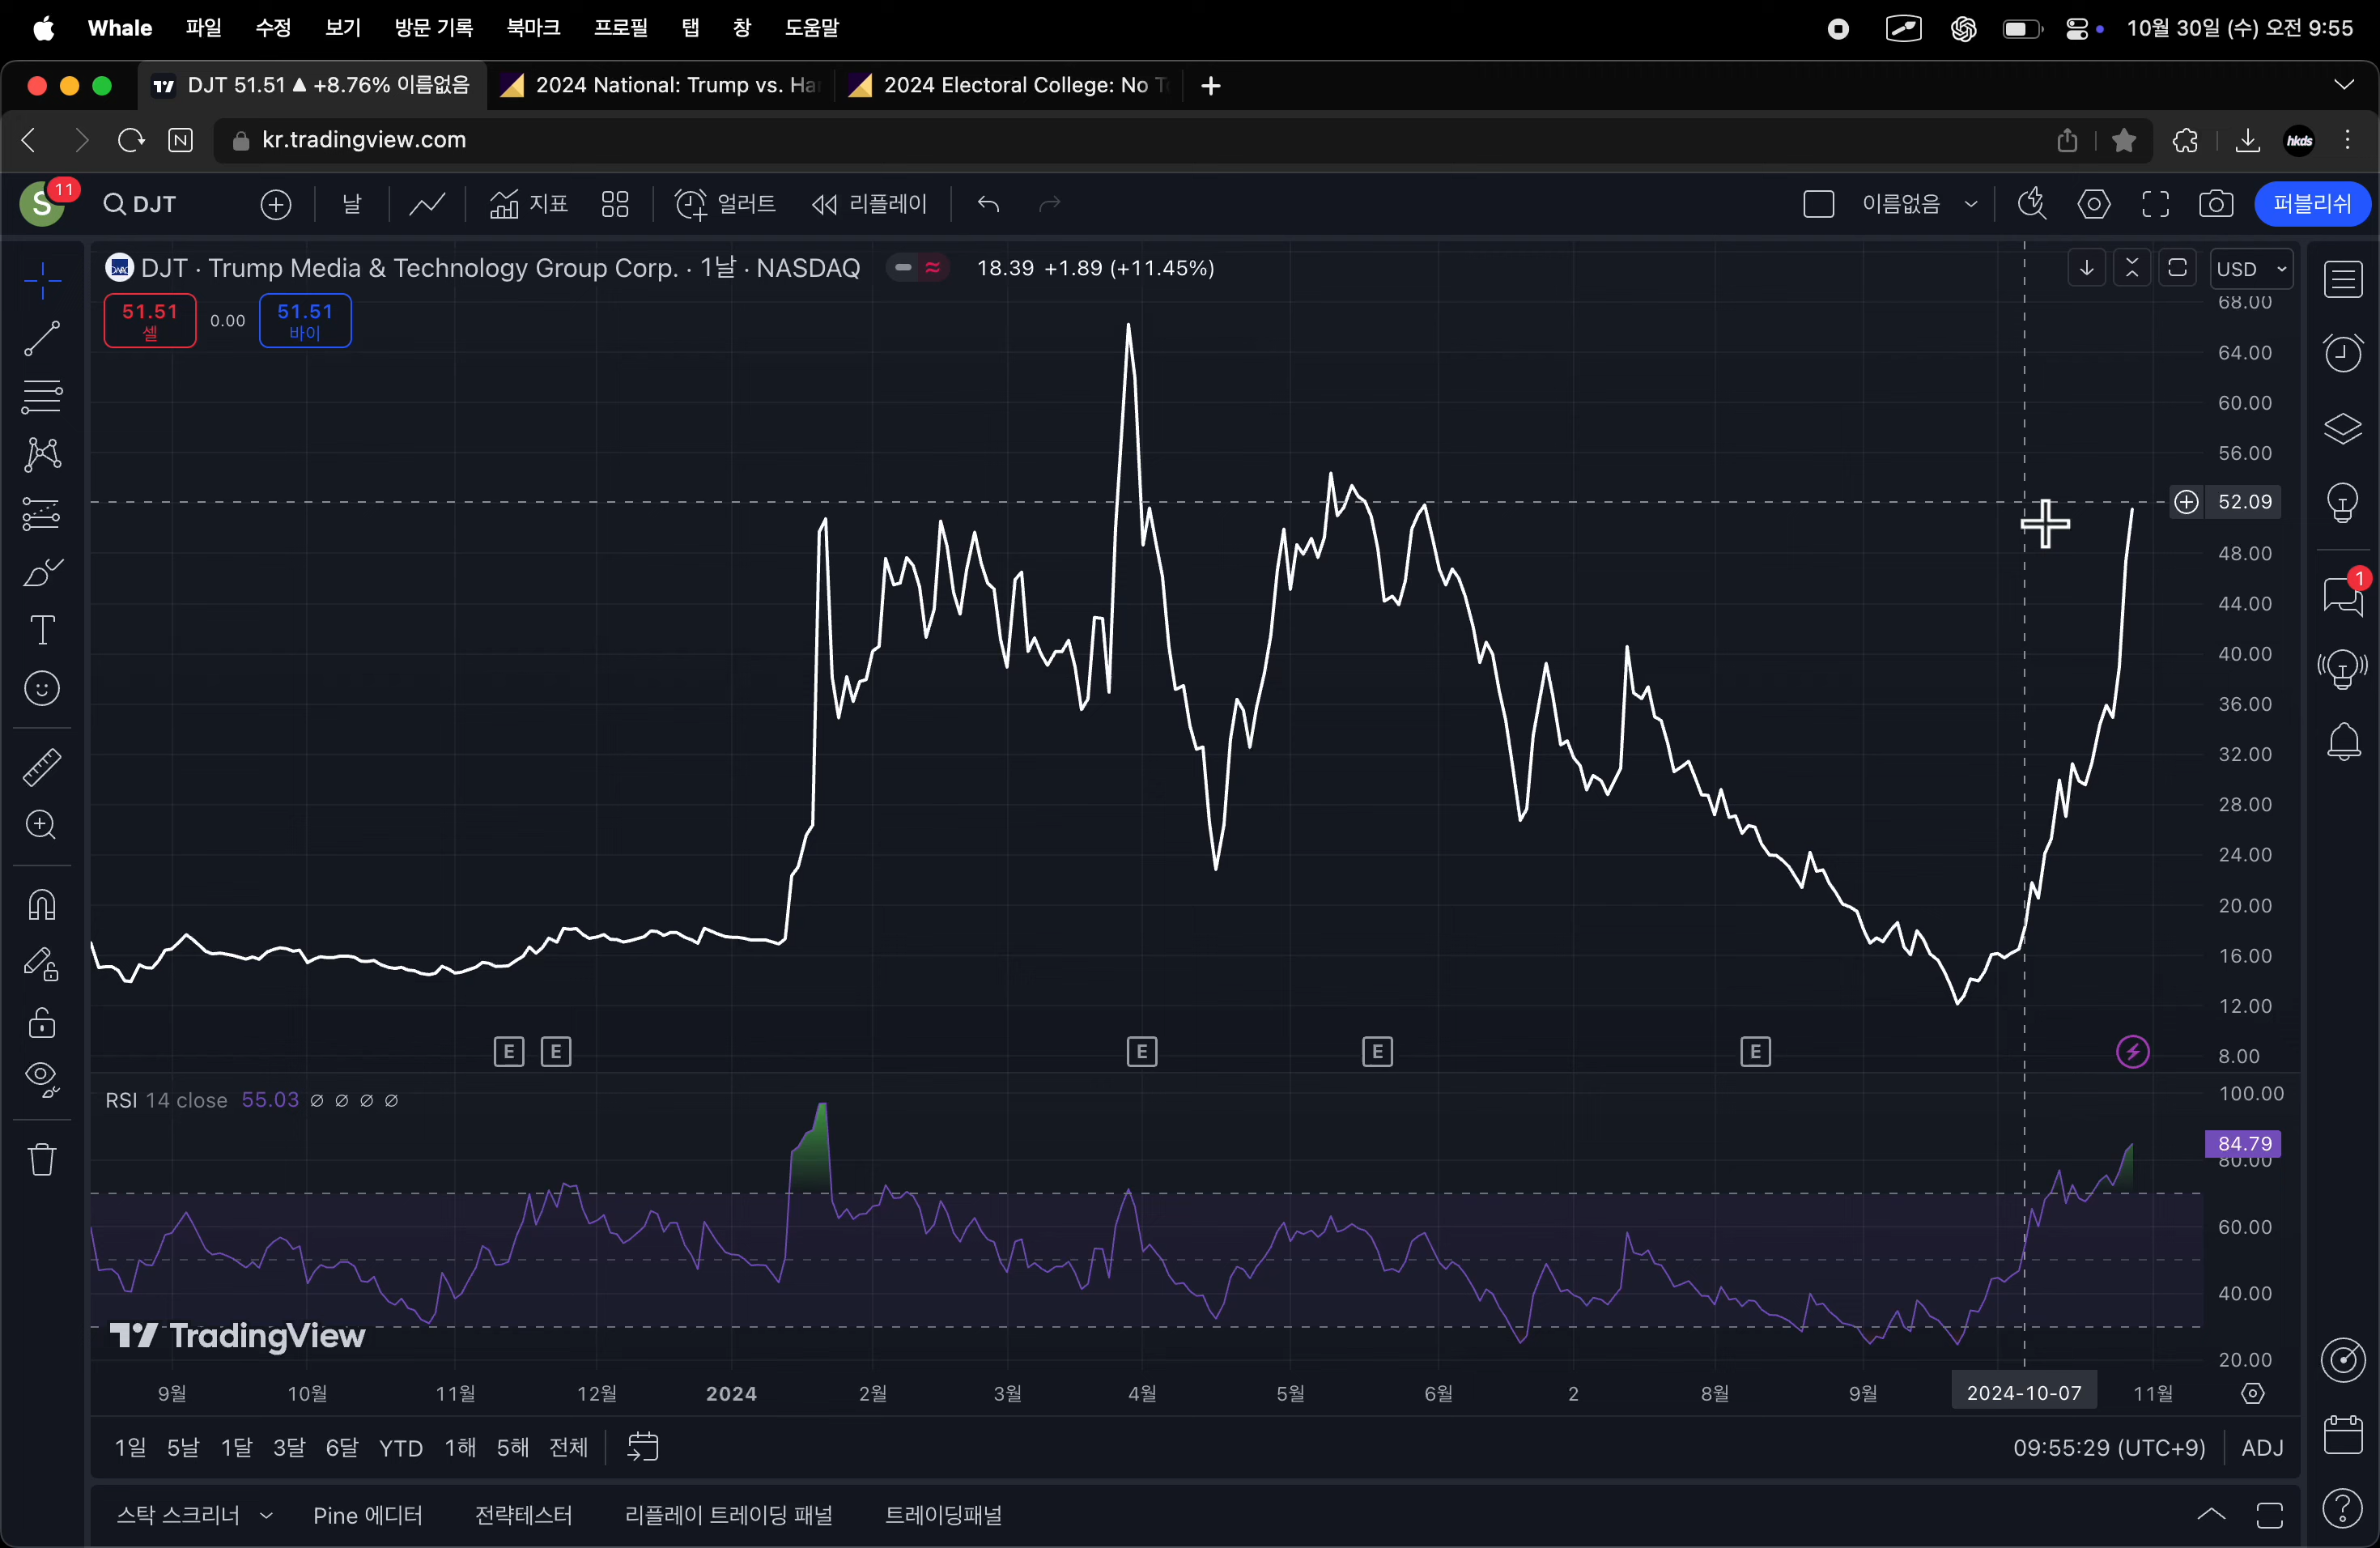 Whale 파일 수정 보기 방문 기록 북마크 프로필 탭 창 도움말 10월 30일 (수) 오전 9:55
DJT 51.51 ▲ +8.76% 이름없음 2024 National: Trump vs. Ha 2024 Electoral College: No T
kr.tradingview.com hkds
S 11 DJT 날 지표 얼러트 리플레이 이름없음 퍼블리쉬
DJT · Trump Media & Technology Group Corp. · 1날 · NASDAQ 18.39 +1.89 (+11.45%) USD
51.51 셀 0.00 51.51 바이
68.00
64.00
60.00
56.00
52.09
48.00
1
44.00
40.00
36.00
32.00
28.00
24.00
20.00
16.00
12.00
E E E E E 8.00
RSI 14 close 55.03 ∅ ∅ ∅ ∅ 100.00
84.79
80.00
60.00
40.00
TradingView
20.00
9월 10월 11월 12월 2024 2월 3월 4월 5월 6월 2 8월 9월 2024-10-07 11월
1일 5날 1달 3달 6달 YTD 1해 5해 전체 09:55:29 (UTC+9) ADJ
스탁 스크리너 Pine 에디터 전략테스터 리플레이 트레이딩 패널 트레이딩패널